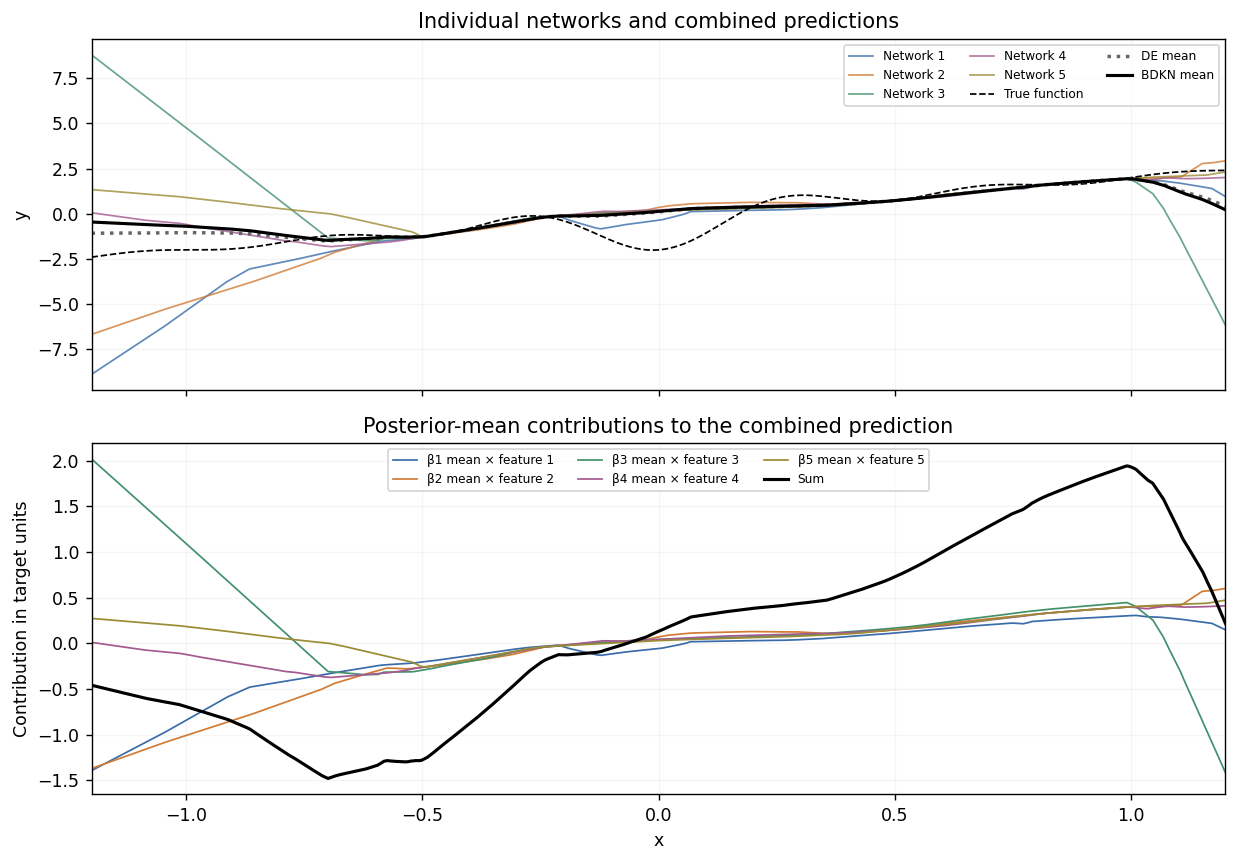 Individual networks and combined predictions
Network 1 Network 4 DE mean
Network 2 Network 5 BDKN mean
Network 3 True function
7.5
5.0
2.5
0.0
−2.5
−5.0
−7.5
y
Posterior-mean contributions to the combined prediction
β1 mean × feature 1 β3 mean × feature 3 β5 mean × feature 5
β2 mean × feature 2 β4 mean × feature 4 Sum
2.0
1.5
1.0
0.5
0.0
−0.5
−1.0
−1.5
Contribution in target units
−1.0 −0.5 0.0 0.5 1.0
x